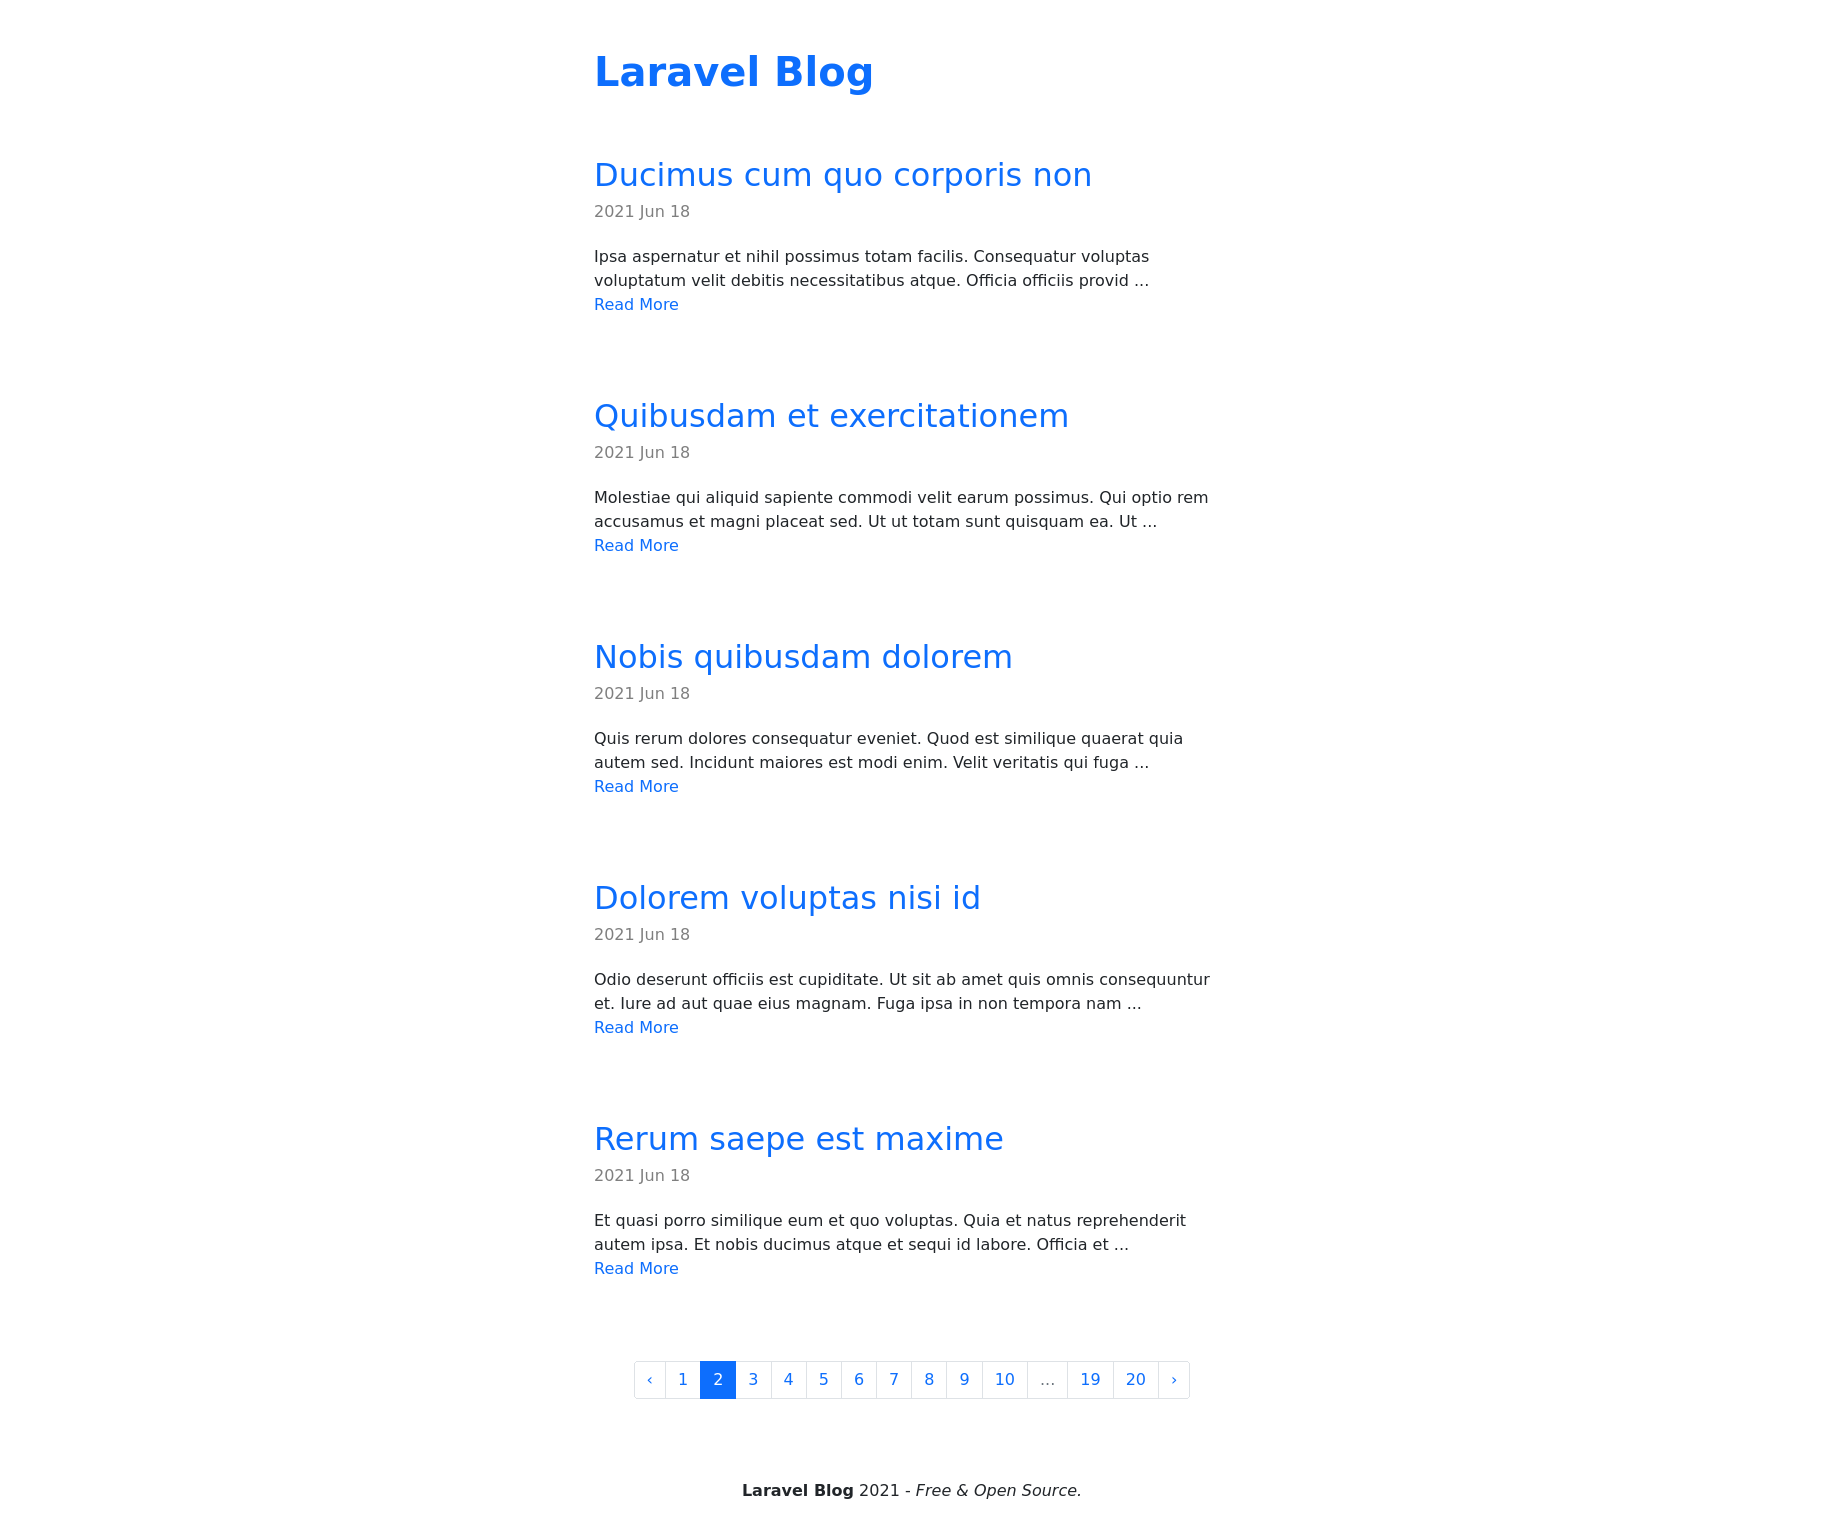 Laravel Blog
Ducimus cum quo corporis non
2021 Jun 18
Ipsa aspernatur et nihil possimus totam facilis. Consequatur voluptas
voluptatum velit debitis necessitatibus atque. Officia officiis provid ...
Read More
Quibusdam et exercitationem
2021 Jun 18
Molestiae qui aliquid sapiente commodi velit earum possimus. Qui optio rem
accusamus et magni placeat sed. Ut ut totam sunt quisquam ea. Ut ...
Read More
Nobis quibusdam dolorem
2021 Jun 18
Quis rerum dolores consequatur eveniet. Quod est similique quaerat quia
autem sed. Incidunt maiores est modi enim. Velit veritatis qui fuga ...
Read More
Dolorem voluptas nisi id
2021 Jun 18
Odio deserunt officiis est cupiditate. Ut sit ab amet quis omnis consequuntur
et. Iure ad aut quae eius magnam. Fuga ipsa in non tempora nam ...
Read More
Rerum saepe est maxime
2021 Jun 18
Et quasi porro similique eum et quo voluptas. Quia et natus reprehenderit
autem ipsa. Et nobis ducimus atque et sequi id labore. Officia et ...
Read More
‹ 1 2 3 4 5 6 7 8 9 10 ... 19 20 ›
Laravel Blog 2021 - Free & Open Source.